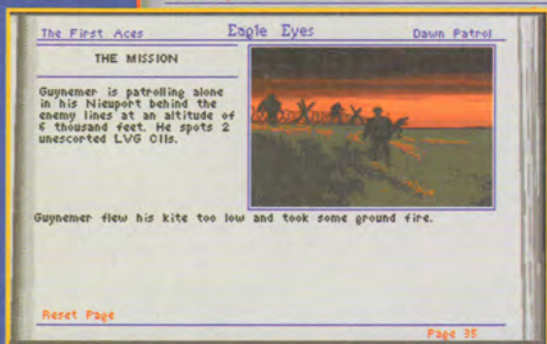 The First Aces Eagle Eyes Dawn Patrol
THE MISSION
Guynemer is patrolling alone
in his Nieuport behind the
enemy lines at an altitude of
6 thousand feet. He spots 2
unescorted LVG CIIs.
Guynemer flew his kite too low and took some ground fire.
Reset Page
Page 35